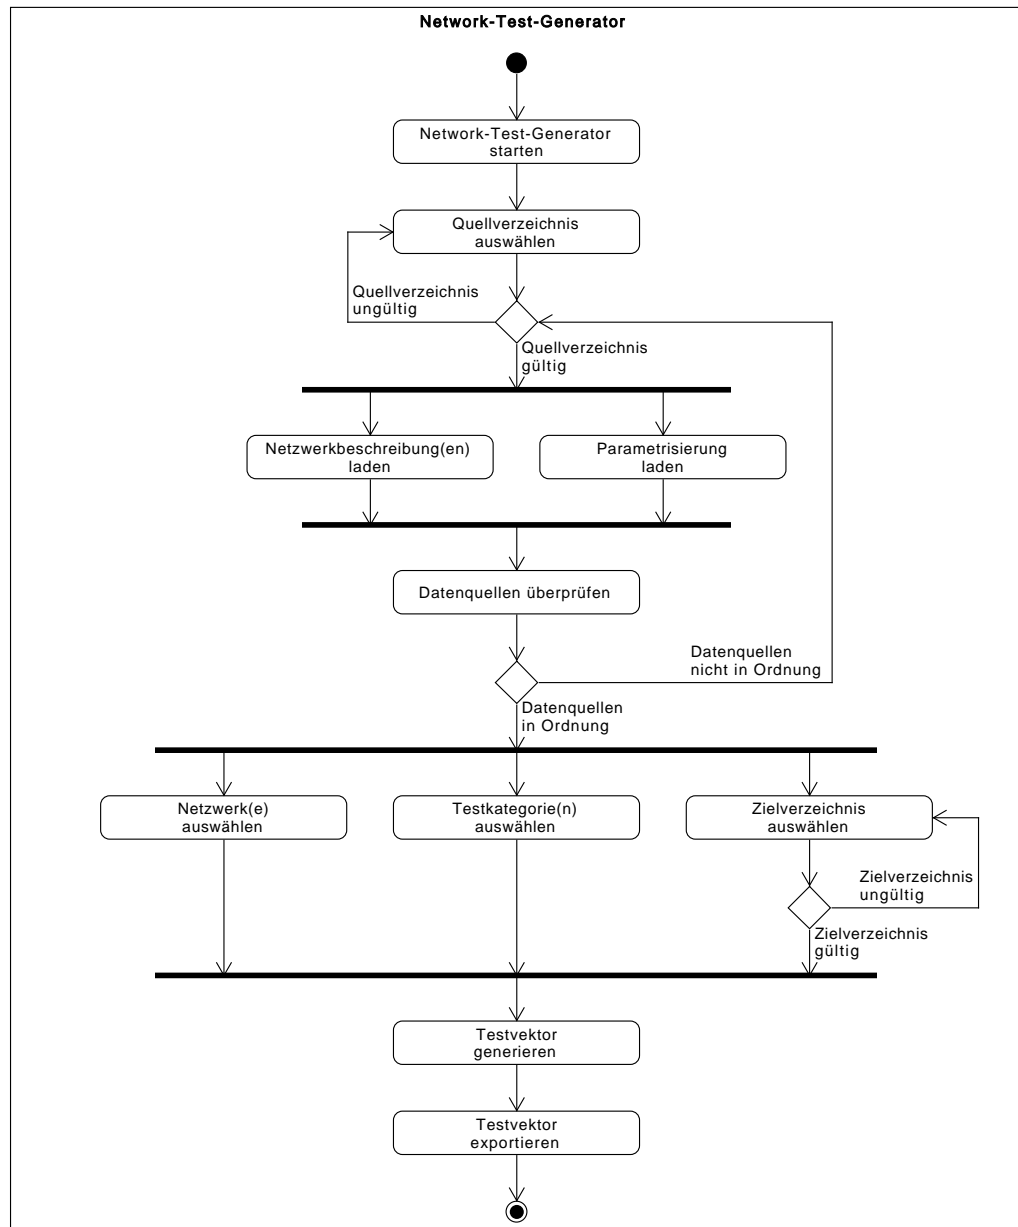 Network-Test-Generator
Network-Test-Generator
starten
Quellverzeichnis
auswählen
Quellverzeichnis
ungültig
Quellverzeichnis
gültig
Netzwerkbeschreibung(en)
laden
Parametrisierung
laden
Datenquellen überprüfen
Datenquellen
nicht in Ordnung
Datenquellen
in Ordnung
Netzwerk(e)
auswählen
Testkategorie(n)
auswählen
Zielverzeichnis
auswählen
Zielverzeichnis
ungültig
Zielverzeichnis
gültig
Testvektor
generieren
Testvektor
exportieren